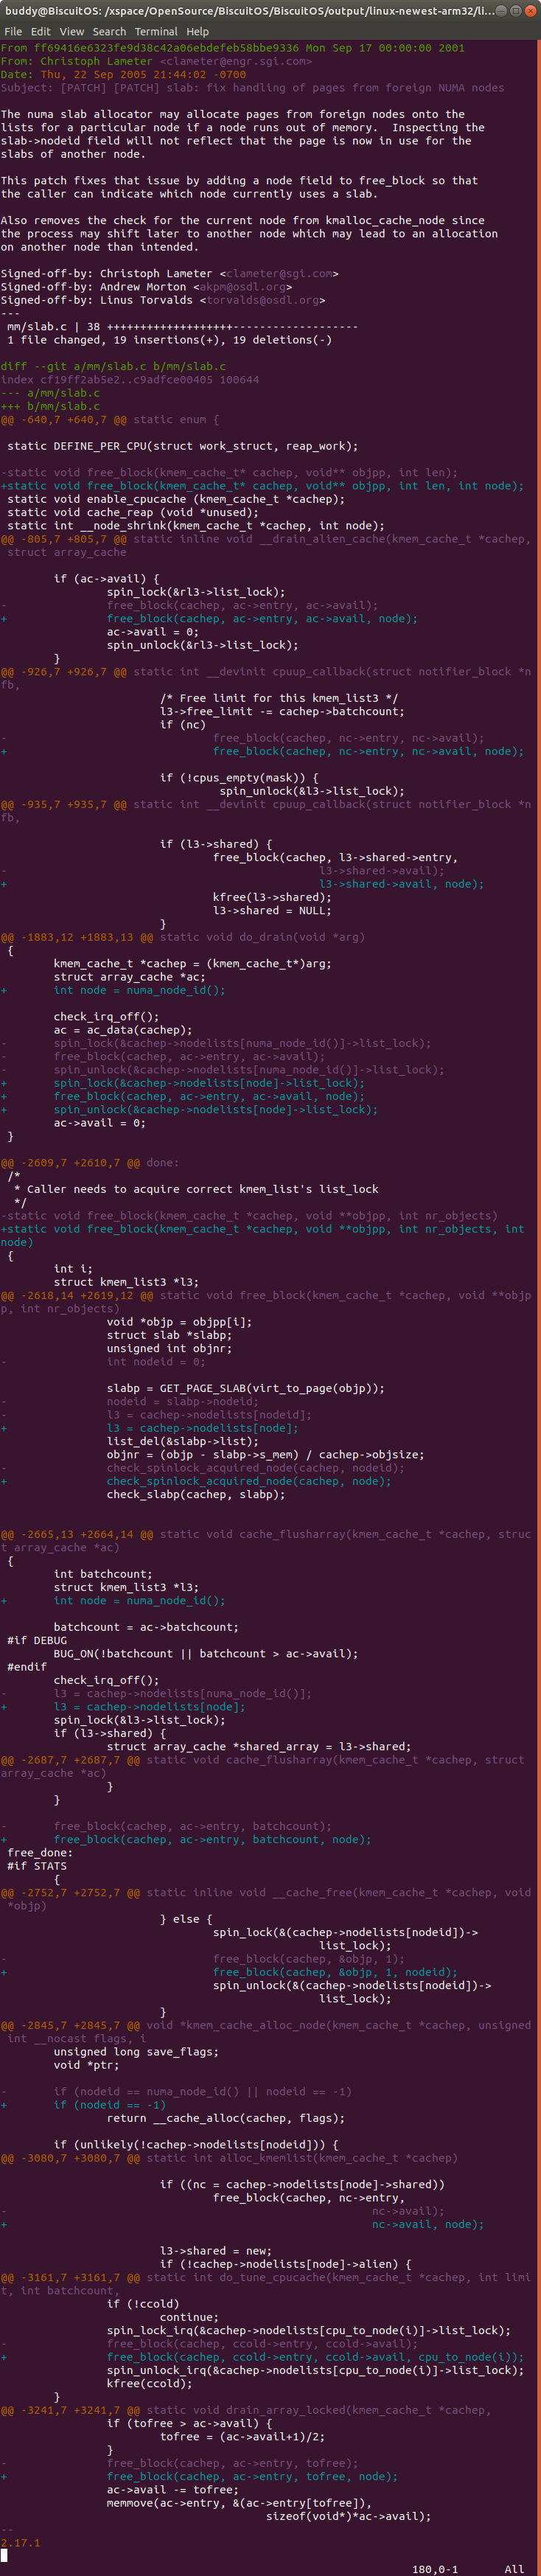 buddy@BiscuitOS: /xspace/OpenSource/BiscuitOS/BiscuitOS/output/linux-newest-arm32/li...
File Edit View Search Terminal Help
From ff69416e6323fe9d38c42a06ebdefeb58bbe9336 Mon Sep 17 00:00:00 2001
From: Christoph Lameter <clameter@engr.sgi.com>
Date: Thu, 22 Sep 2005 21:44:02 -0700
Subject: [PATCH] [PATCH] slab: fix handling of pages from foreign NUMA nodes

The numa slab allocator may allocate pages from foreign nodes onto the
lists for a particular node if a node runs out of memory.  Inspecting the
slab->nodeid field will not reflect that the page is now in use for the
slabs of another node.

This patch fixes that issue by adding a node field to free_block so that
the caller can indicate which node currently uses a slab.

Also removes the check for the current node from kmalloc_cache_node since
the process may shift later to another node which may lead to an allocation
on another node than intended.

Signed-off-by: Christoph Lameter <clameter@sgi.com>
Signed-off-by: Andrew Morton <akpm@osdl.org>
Signed-off-by: Linus Torvalds <torvalds@osdl.org>
---
 mm/slab.c | 38 +++++++++++++++++++-------------------
 1 file changed, 19 insertions(+), 19 deletions(-)

diff --git a/mm/slab.c b/mm/slab.c
index cf19ff2ab5e2..c9adfce00405 100644
--- a/mm/slab.c
+++ b/mm/slab.c
@@ -640,7 +640,7 @@ static enum {

 static DEFINE_PER_CPU(struct work_struct, reap_work);

-static void free_block(kmem_cache_t* cachep, void** objpp, int len);
+static void free_block(kmem_cache_t* cachep, void** objpp, int len, int node);
 static void enable_cpucache (kmem_cache_t *cachep);
 static void cache_reap (void *unused);
 static int __node_shrink(kmem_cache_t *cachep, int node);
@@ -805,7 +805,7 @@ static inline void __drain_alien_cache(kmem_cache_t *cachep,
 struct array_cache

        if (ac->avail) {
                spin_lock(&rl3->list_lock);
-               free_block(cachep, ac->entry, ac->avail);
+               free_block(cachep, ac->entry, ac->avail, node);
                ac->avail = 0;
                spin_unlock(&rl3->list_lock);
        }
@@ -926,7 +926,7 @@ static int __devinit cpuup_callback(struct notifier_block *n
fb,
                        /* Free limit for this kmem_list3 */
                        l3->free_limit -= cachep->batchcount;
                        if (nc)
-                               free_block(cachep, nc->entry, nc->avail);
+                               free_block(cachep, nc->entry, nc->avail, node);

                        if (!cpus_empty(mask)) {
                                 spin_unlock(&l3->list_lock);
@@ -935,7 +935,7 @@ static int __devinit cpuup_callback(struct notifier_block *n
fb,

                        if (l3->shared) {
                                free_block(cachep, l3->shared->entry,
-                                               l3->shared->avail);
+                                               l3->shared->avail, node);
                                kfree(l3->shared);
                                l3->shared = NULL;
                        }
@@ -1883,12 +1883,13 @@ static void do_drain(void *arg)
 {
        kmem_cache_t *cachep = (kmem_cache_t*)arg;
        struct array_cache *ac;
+       int node = numa_node_id();

        check_irq_off();
        ac = ac_data(cachep);
-       spin_lock(&cachep->nodelists[numa_node_id()]->list_lock);
-       free_block(cachep, ac->entry, ac->avail);
-       spin_unlock(&cachep->nodelists[numa_node_id()]->list_lock);
+       spin_lock(&cachep->nodelists[node]->list_lock);
+       free_block(cachep, ac->entry, ac->avail, node);
+       spin_unlock(&cachep->nodelists[node]->list_lock);
        ac->avail = 0;
 }

@@ -2609,7 +2610,7 @@ done:
 /*
  * Caller needs to acquire correct kmem_list's list_lock
  */
-static void free_block(kmem_cache_t *cachep, void **objpp, int nr_objects)
+static void free_block(kmem_cache_t *cachep, void **objpp, int nr_objects, int
node)
 {
        int i;
        struct kmem_list3 *l3;
@@ -2618,14 +2619,12 @@ static void free_block(kmem_cache_t *cachep, void **objp
p, int nr_objects)
                void *objp = objpp[i];
                struct slab *slabp;
                unsigned int objnr;
-               int nodeid = 0;

                slabp = GET_PAGE_SLAB(virt_to_page(objp));
-               nodeid = slabp->nodeid;
-               l3 = cachep->nodelists[nodeid];
+               l3 = cachep->nodelists[node];
                list_del(&slabp->list);
                objnr = (objp - slabp->s_mem) / cachep->objsize;
-               check_spinlock_acquired_node(cachep, nodeid);
+               check_spinlock_acquired_node(cachep, node);
                check_slabp(cachep, slabp);


@@ -2665,13 +2664,14 @@ static void cache_flusharray(kmem_cache_t *cachep, struc
t array_cache *ac)
 {
        int batchcount;
        struct kmem_list3 *l3;
+       int node = numa_node_id();

        batchcount = ac->batchcount;
 #if DEBUG
        BUG_ON(!batchcount || batchcount > ac->avail);
 #endif
        check_irq_off();
-       l3 = cachep->nodelists[numa_node_id()];
+       l3 = cachep->nodelists[node];
        spin_lock(&l3->list_lock);
        if (l3->shared) {
                struct array_cache *shared_array = l3->shared;
@@ -2687,7 +2687,7 @@ static void cache_flusharray(kmem_cache_t *cachep, struct
array_cache *ac)
                }
        }

-       free_block(cachep, ac->entry, batchcount);
+       free_block(cachep, ac->entry, batchcount, node);
 free_done:
 #if STATS
        {
@@ -2752,7 +2752,7 @@ static inline void __cache_free(kmem_cache_t *cachep, void
 *objp)
                        } else {
                                spin_lock(&(cachep->nodelists[nodeid])->
                                                list_lock);
-                               free_block(cachep, &objp, 1);
+                               free_block(cachep, &objp, 1, nodeid);
                                spin_unlock(&(cachep->nodelists[nodeid])->
                                                list_lock);
                        }
@@ -2845,7 +2845,7 @@ void *kmem_cache_alloc_node(kmem_cache_t *cachep, unsigned
 int __nocast flags, i
        unsigned long save_flags;
        void *ptr;

-       if (nodeid == numa_node_id() || nodeid == -1)
+       if (nodeid == -1)
                return __cache_alloc(cachep, flags);

        if (unlikely(!cachep->nodelists[nodeid])) {
@@ -3080,7 +3080,7 @@ static int alloc_kmemlist(kmem_cache_t *cachep)

                        if ((nc = cachep->nodelists[node]->shared))
                                free_block(cachep, nc->entry,
-                                                       nc->avail);
+                                                       nc->avail, node);

                        l3->shared = new;
                        if (!cachep->nodelists[node]->alien) {
@@ -3161,7 +3161,7 @@ static int do_tune_cpucache(kmem_cache_t *cachep, int limi
t, int batchcount,
                if (!ccold)
                        continue;
                spin_lock_irq(&cachep->nodelists[cpu_to_node(i)]->list_lock);
-               free_block(cachep, ccold->entry, ccold->avail);
+               free_block(cachep, ccold->entry, ccold->avail, cpu_to_node(i));
                spin_unlock_irq(&cachep->nodelists[cpu_to_node(i)]->list_lock);
                kfree(ccold);
        }
@@ -3241,7 +3241,7 @@ static void drain_array_locked(kmem_cache_t *cachep,
                if (tofree > ac->avail) {
                        tofree = (ac->avail+1)/2;
                }
-               free_block(cachep, ac->entry, tofree);
+               free_block(cachep, ac->entry, tofree, node);
                ac->avail -= tofree;
                memmove(ac->entry, &(ac->entry[tofree]),
                                        sizeof(void*)*ac->avail);
--
2.17.1
180,0-1 All